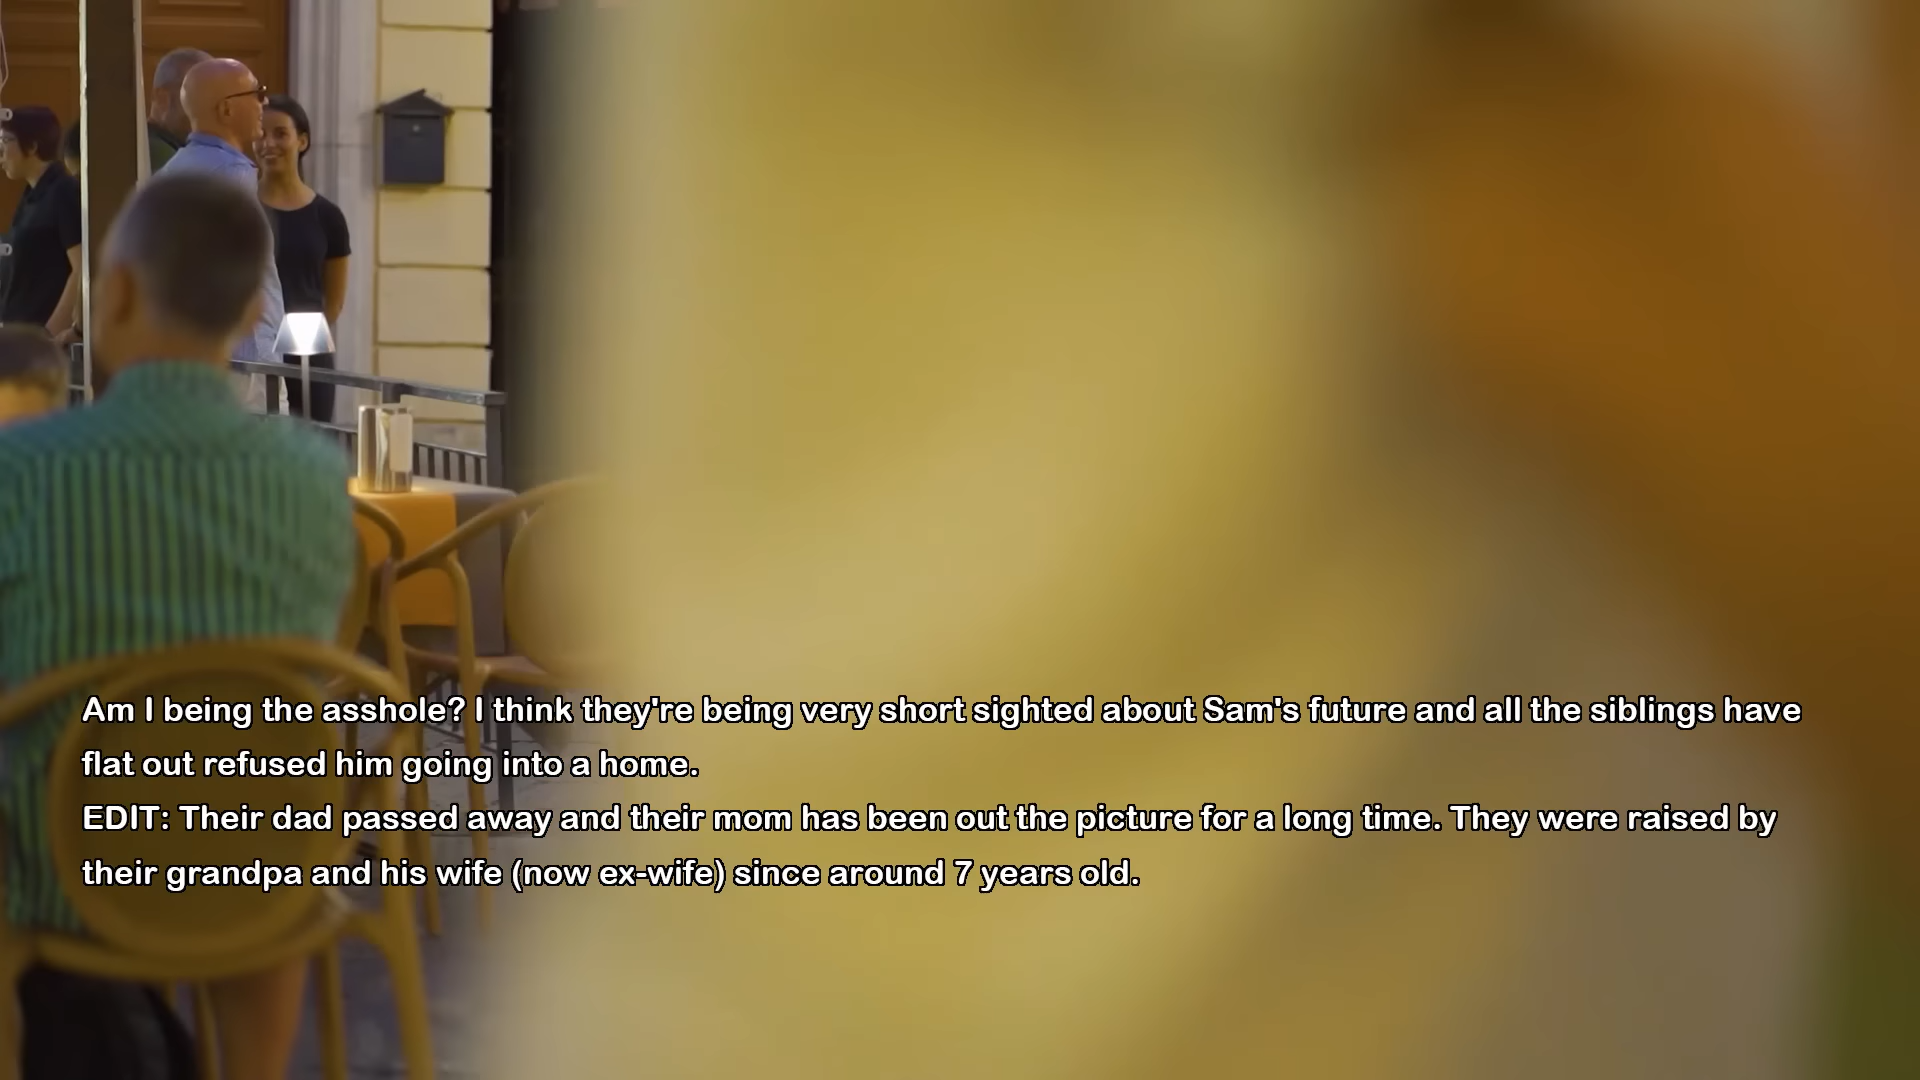 Am I being the asshole? I think they're being very short sighted about Sam's future and all the siblings have
flat out refused him going into a home.
EDIT: Their dad passed away and their mom has been out the picture for a long time. They were raised by
their grandpa and his wife (now ex-wife) since around 7 years old.